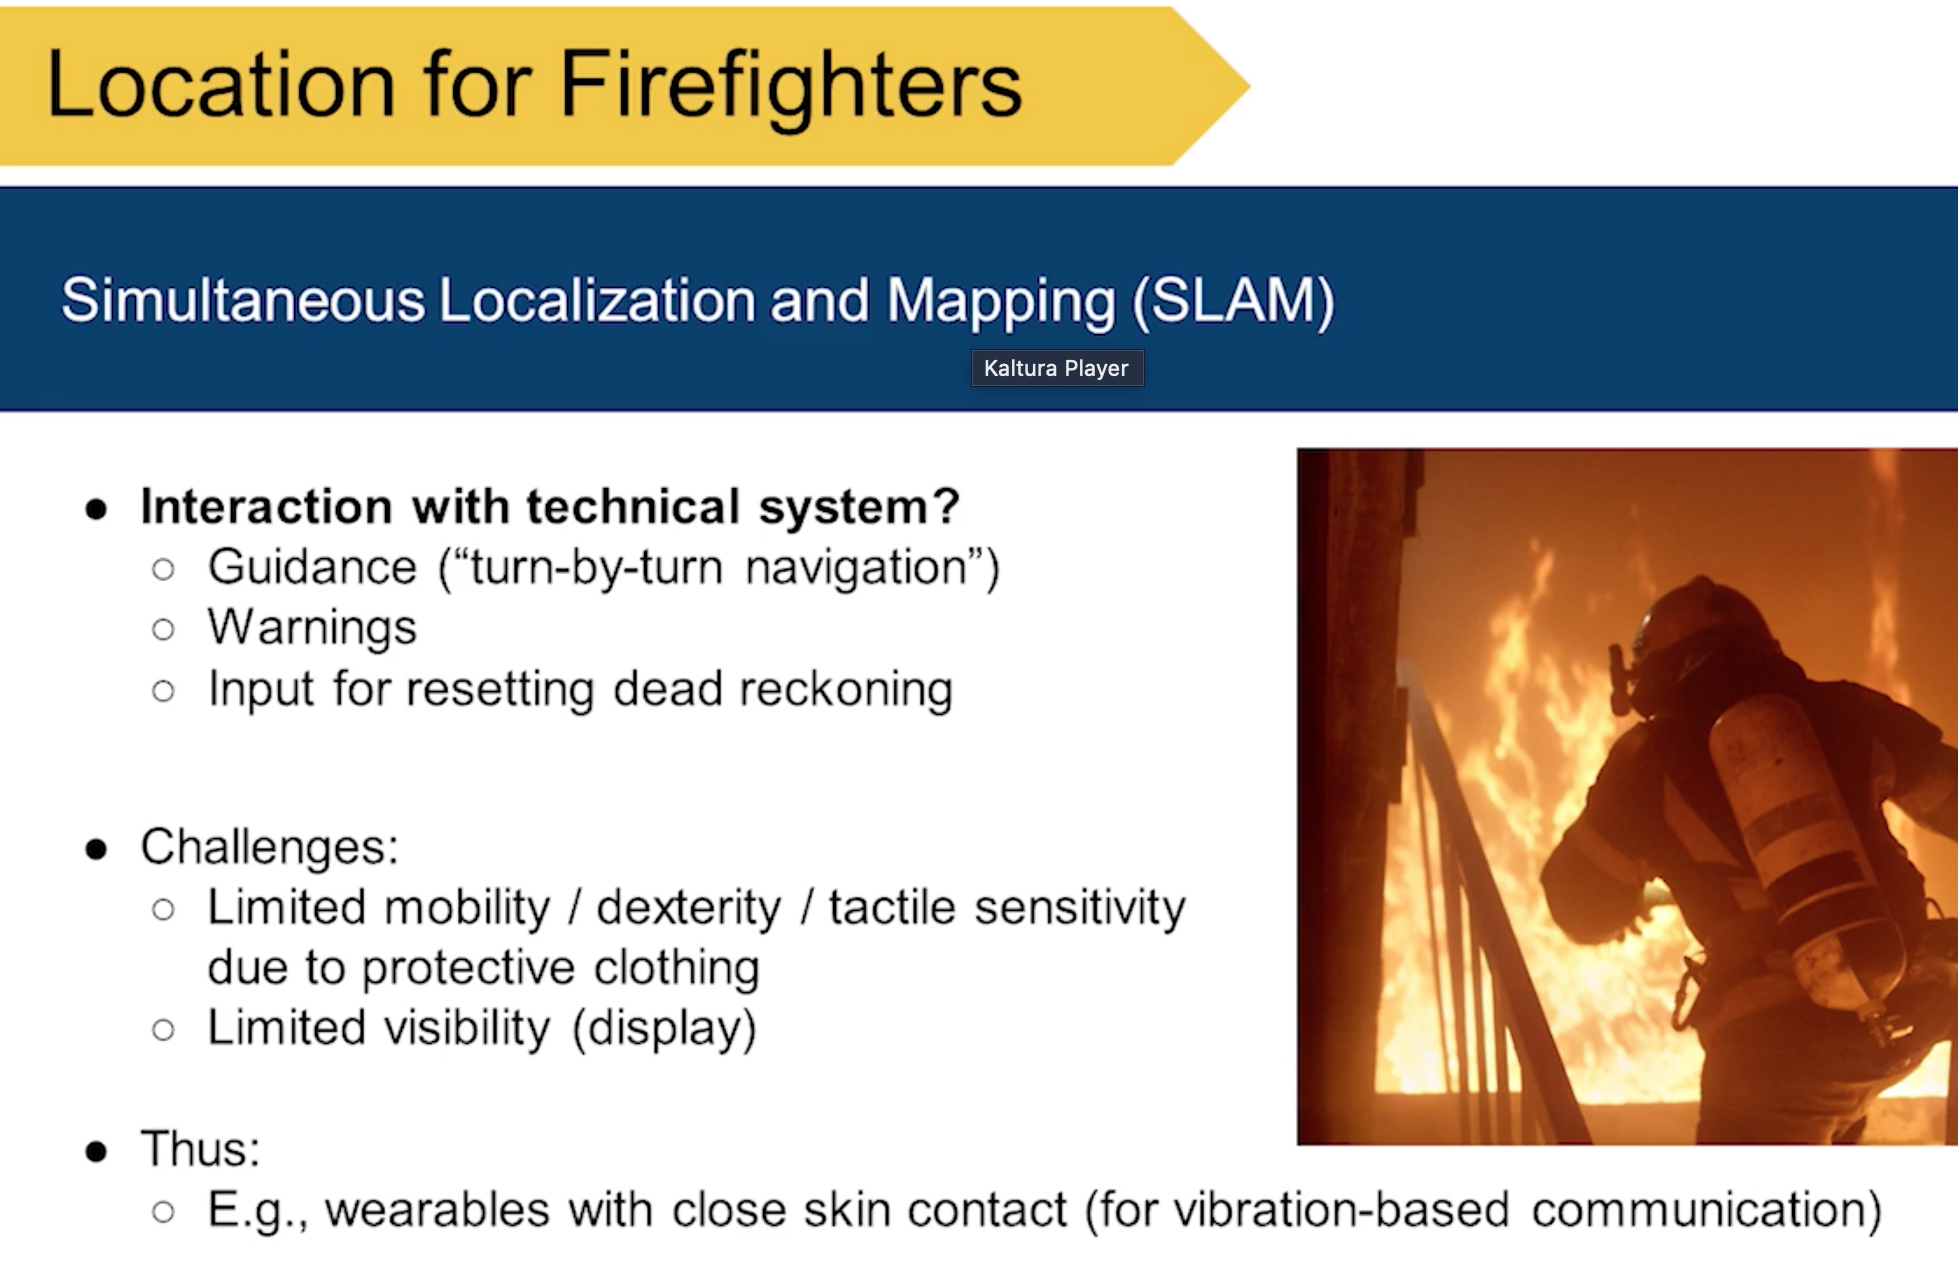 Location for Firefighters
Simultaneous Localization and Mapping (SLAM)
Kaltura Player
● Interaction with technical system?
○ Guidance (“turn-by-turn navigation”)
○ Warnings
○ Input for resetting dead reckoning
● Challenges:
○ Limited mobility / dexterity / tactile sensitivity
due to protective clothing
○ Limited visibility (display)
● Thus:
○ E.g., wearables with close skin contact (for vibration-based communication)